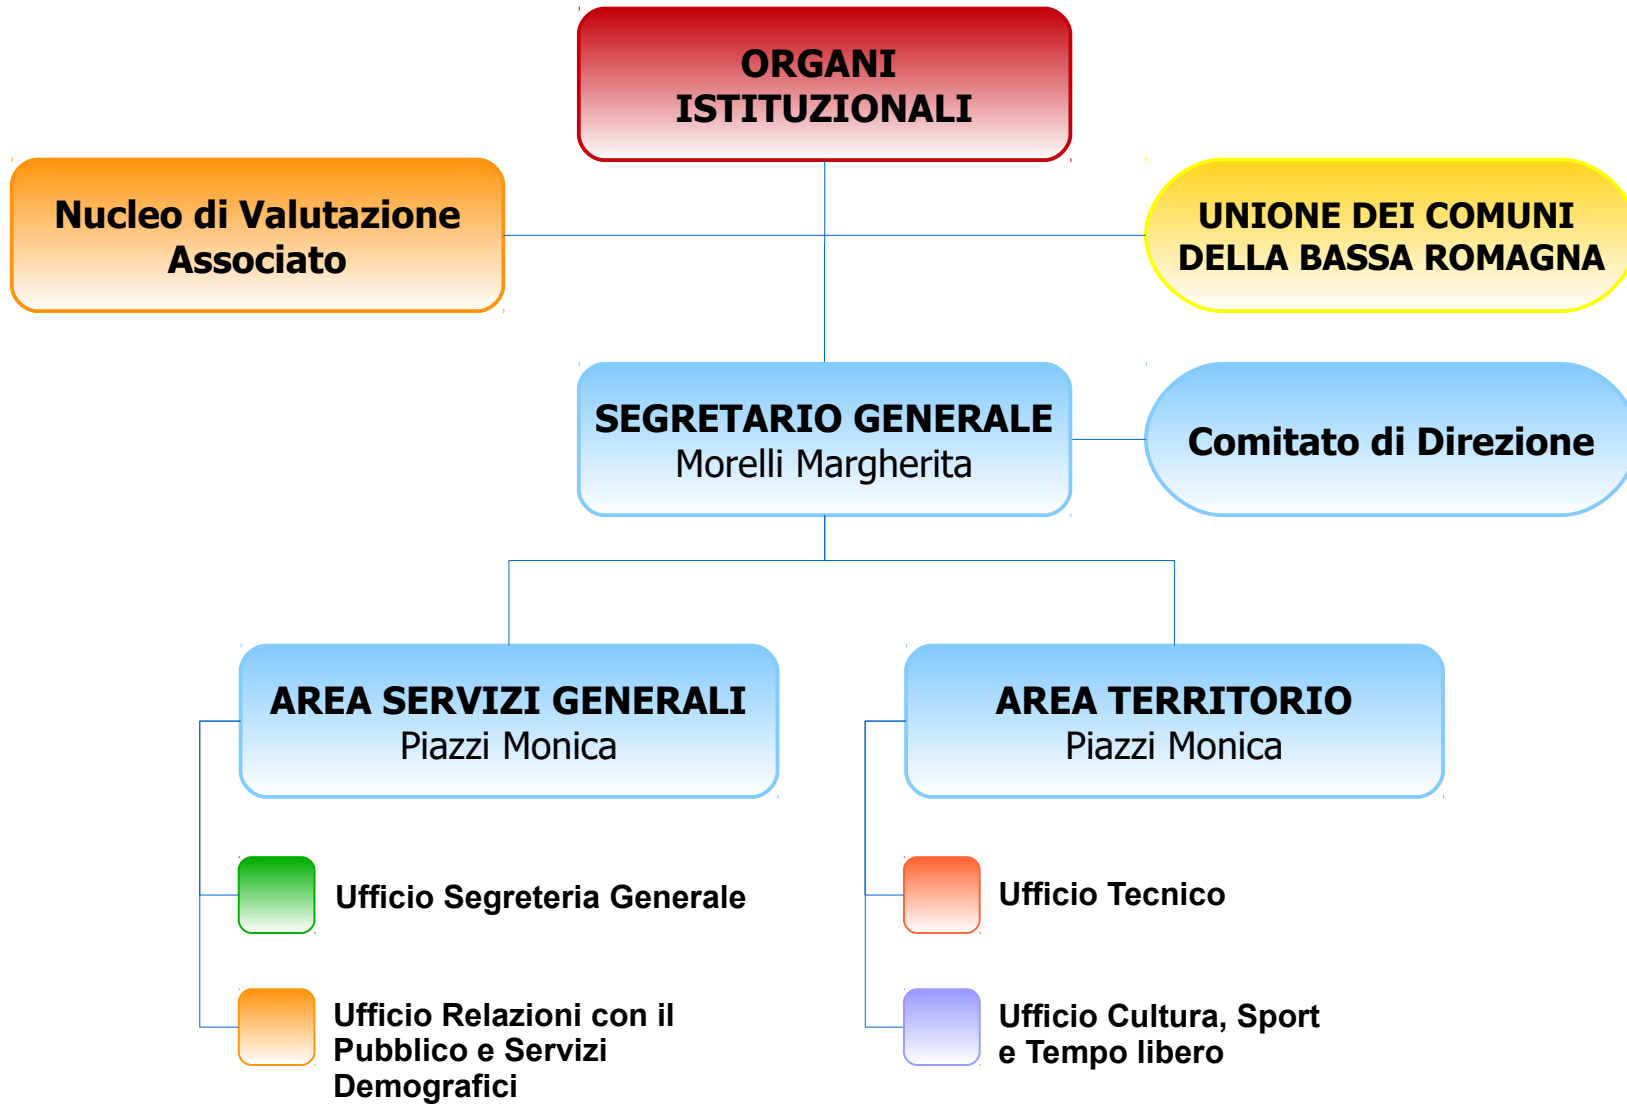 ORGANI
ISTITUZIONALI
Nucleo di Valutazione
Associato
UNIONE DEI COMUNI
DELLA BASSA ROMAGNA
SEGRETARIO GENERALE
Morelli Margherita
Comitato di Direzione
AREA SERVIZI GENERALI
Piazzi Monica
AREA TERRITORIO
Piazzi Monica
Ufficio Segreteria Generale
Ufficio Relazioni con il
Pubblico e Servizi
Demografici
Ufficio Tecnico
Ufficio Cultura, Sport
e Tempo libero